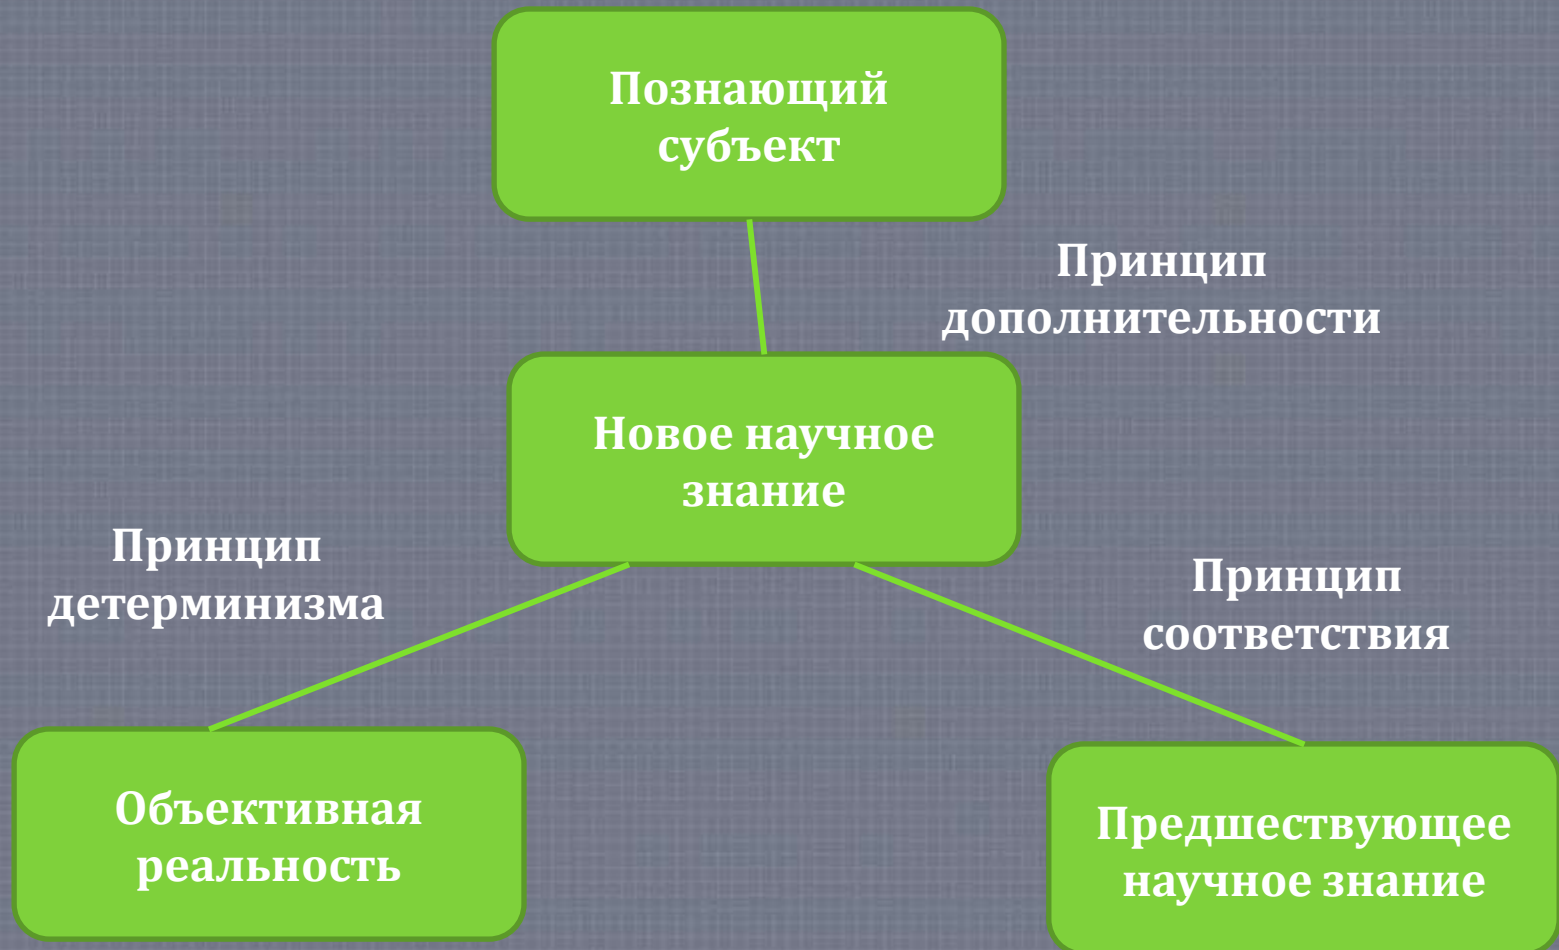 Познающий
субъект
Принцип
дополнительности
Новое научное
знание
Принцип
детерминизма
Принцип
соответствия
Объективная
реальность
Предшествующее
научное знание